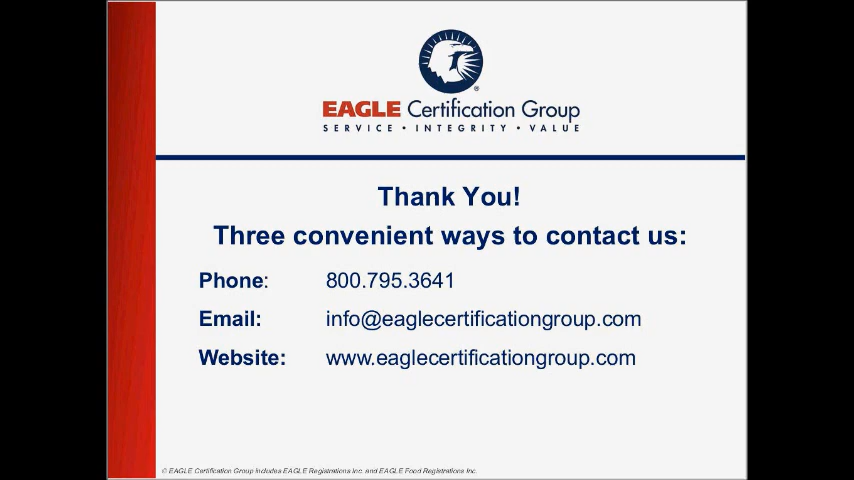 EAGLE Certification Group
SERVICE • INTEGRITY • VALUE
Thank You!
Three convenient ways to contact us:
Phone: 800.795.3641
Email: info@eaglecertificationgroup.com
Website: www.eaglecertificationgroup.com
© EAGLE Certification Group includes EAGLE Registrations Inc. and EAGLE Food Registrations Inc.